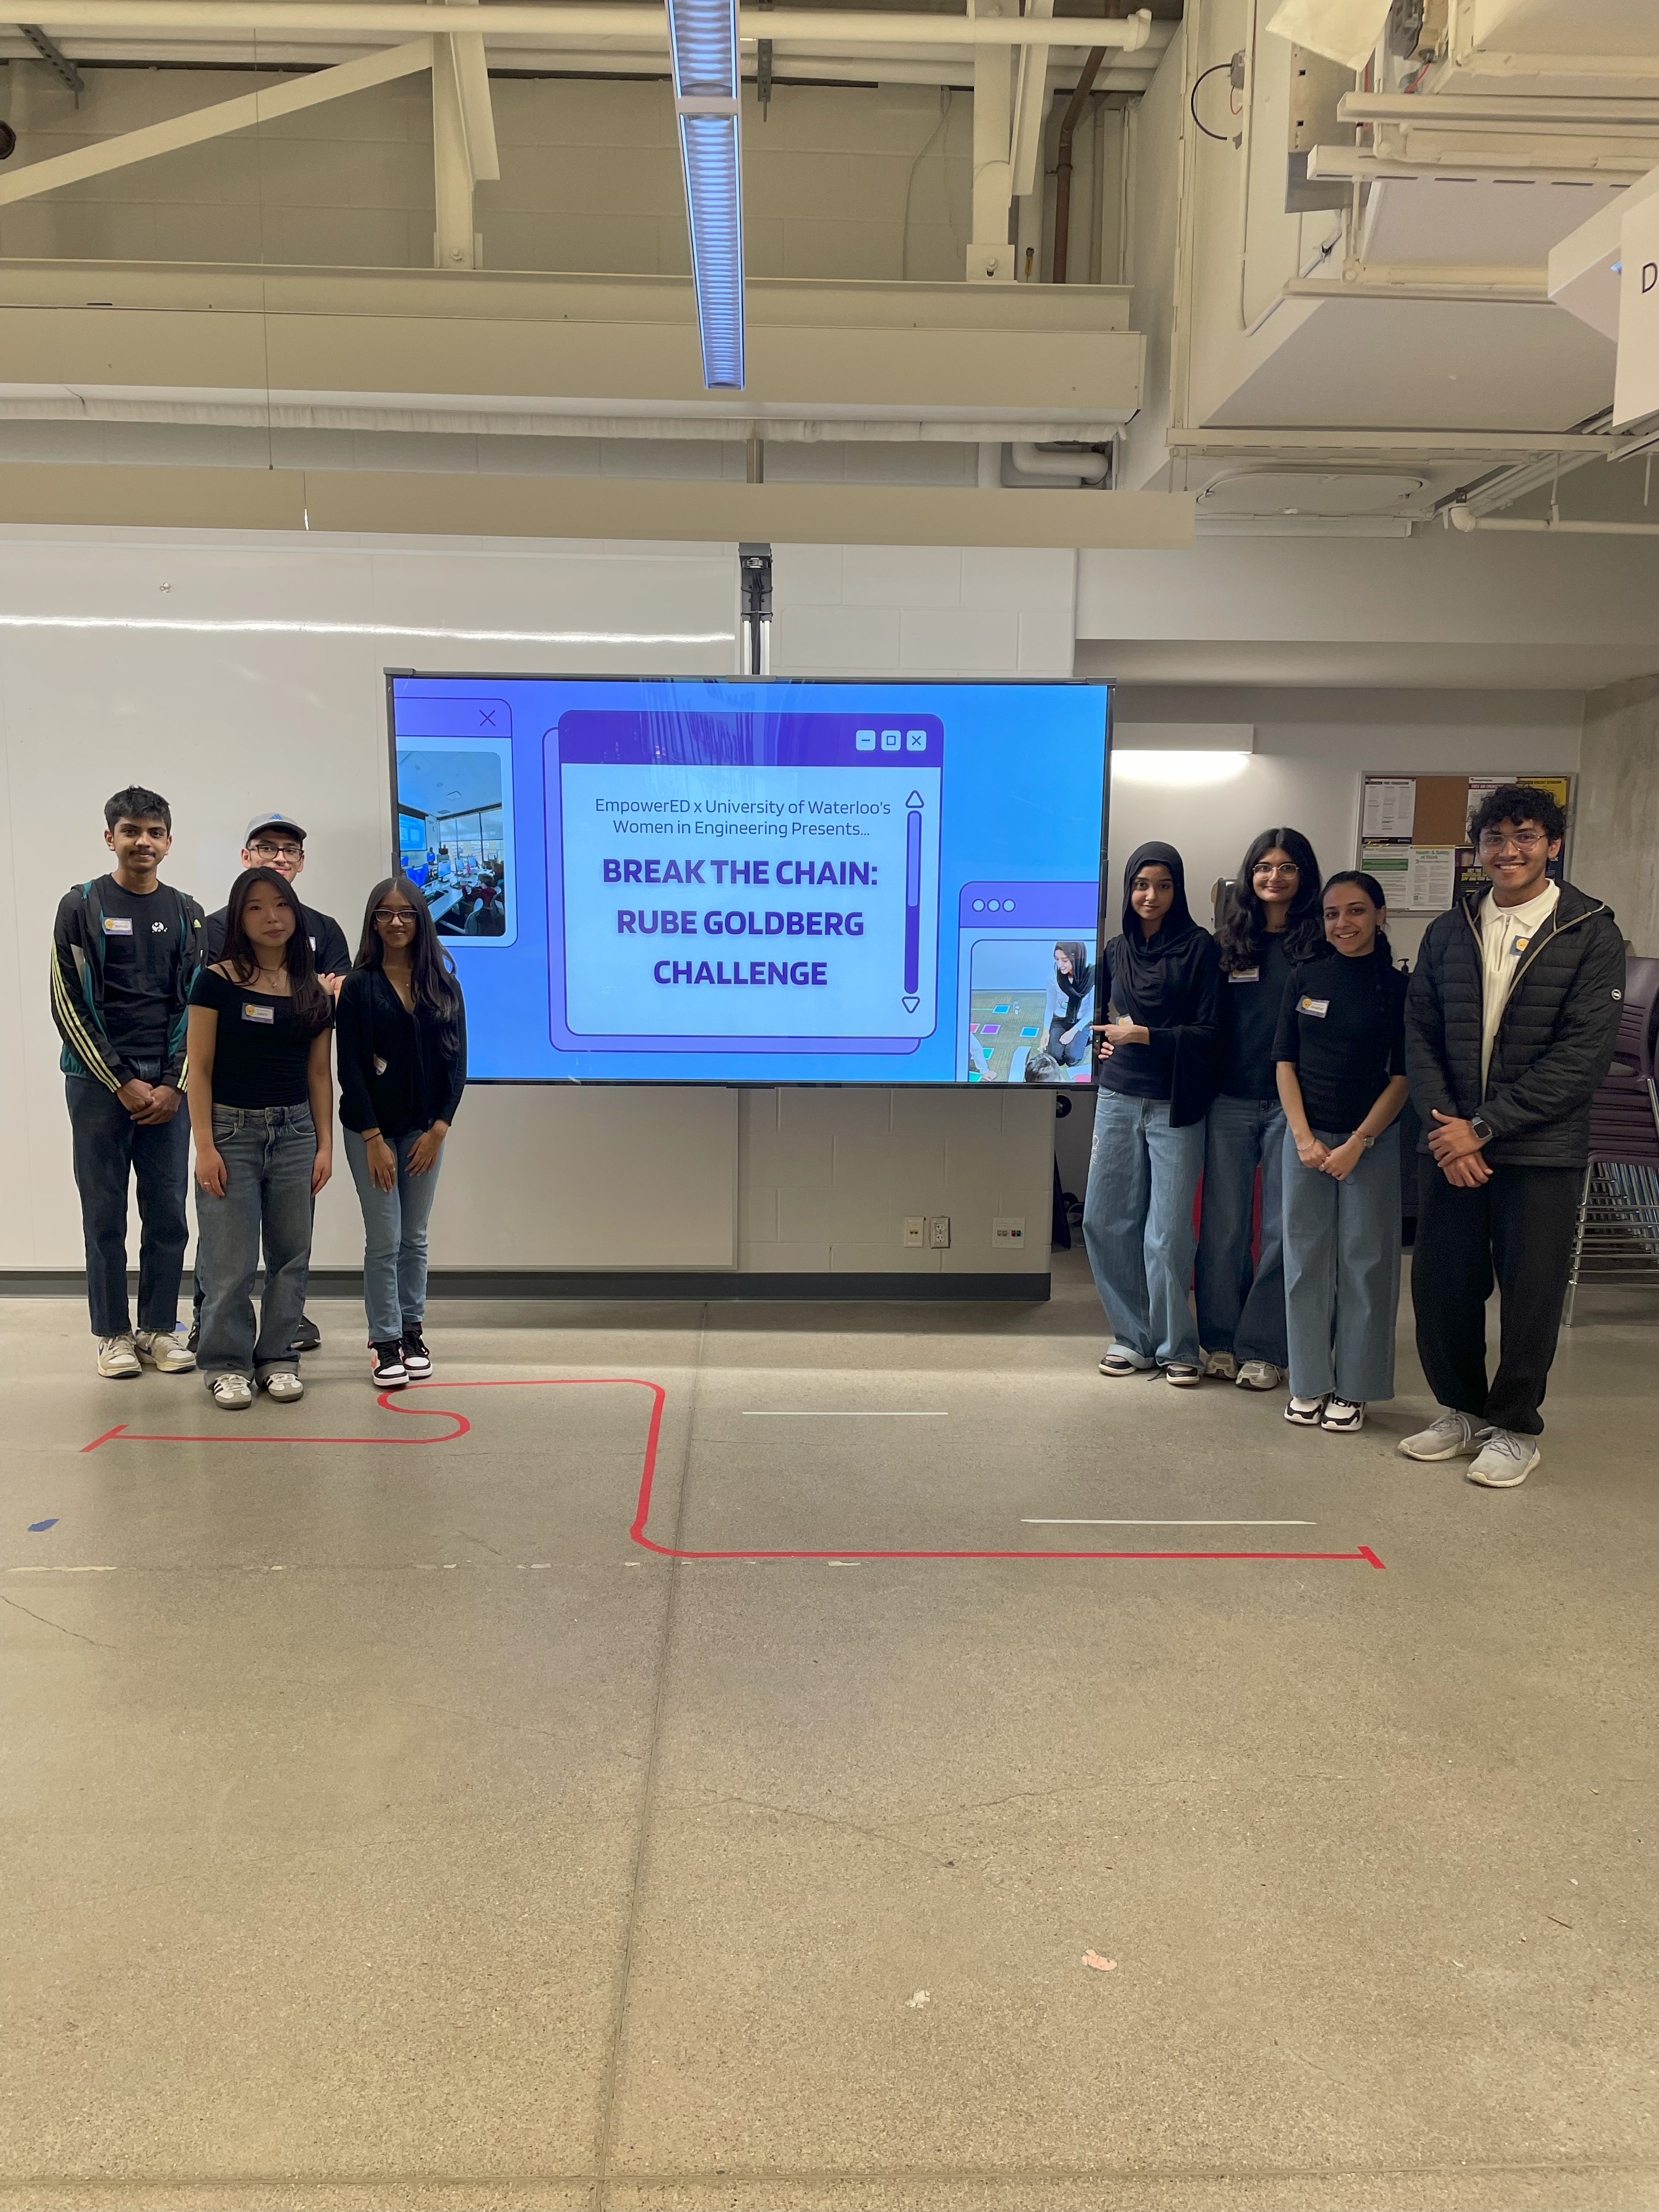 EmpowerED x University of Waterloo's
Women in Engineering Presents...
BREAK THE CHAIN:
RUBE GOLDBERG
CHALLENGE
D